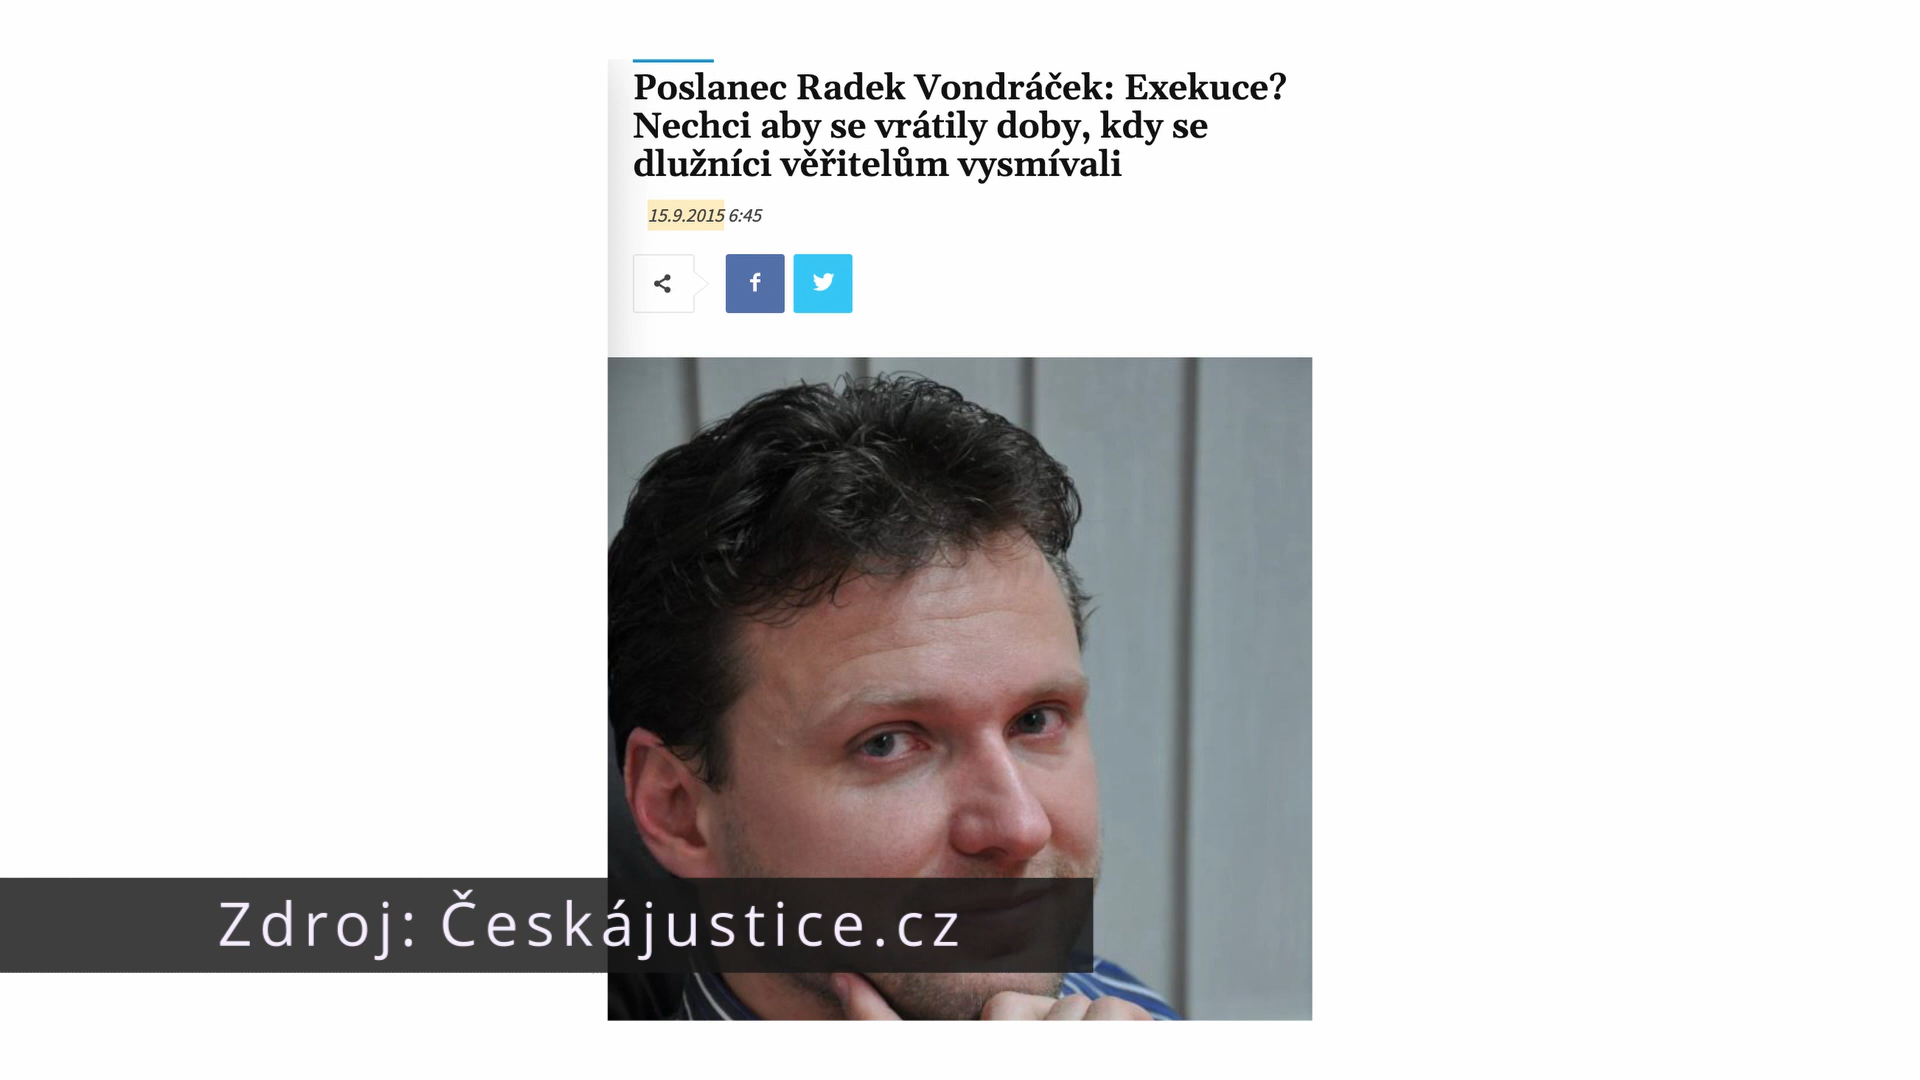 Poslanec Radek Vondráček: Exekuce?
Nechci aby se vrátily doby, kdy se
dlužníci věřitelům vysmívali
15.9.2015 6:45
Zdroj: Českájustice.cz